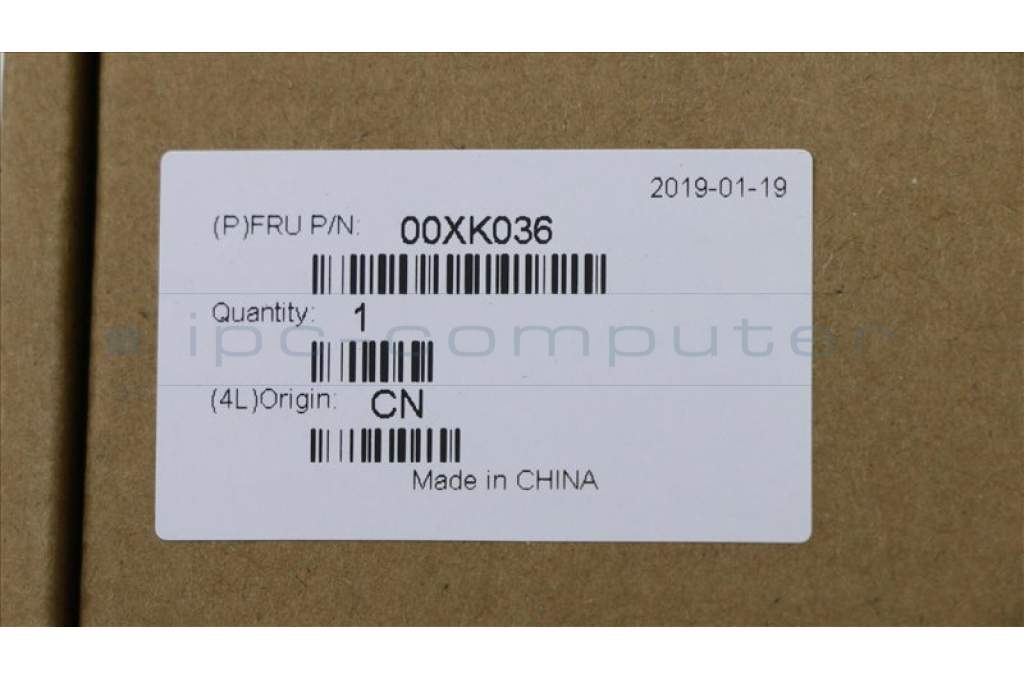 2019-01-19
(P)FRU P/N: 00XK036
Quantity: 1
ipc-computer
(4L)Origin: CN
Made in CHINA